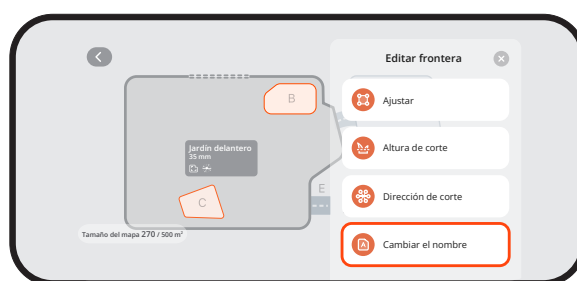 Editar frontera
B
Ajustar
Jardín delantero
35 mm
Altura de corte
E
Dirección de corte
C
Tamaño del mapa 270 / 500 m²
Cambiar el nombre
A